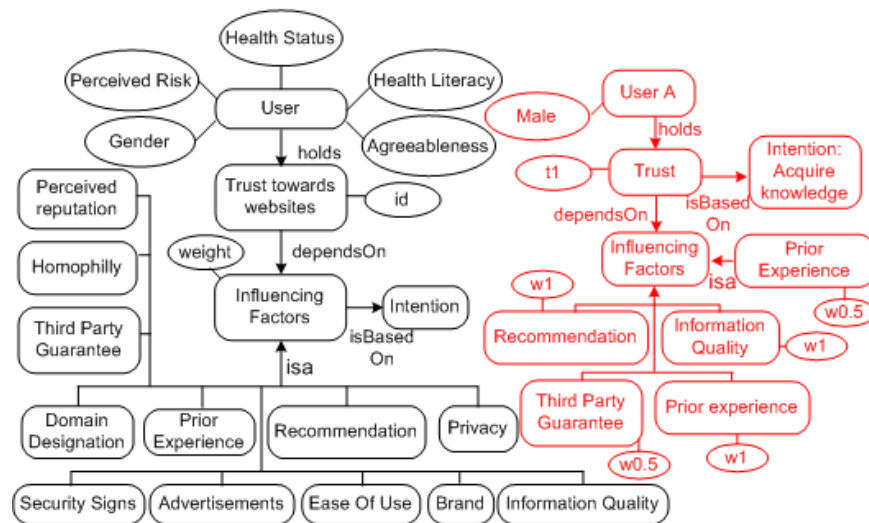 Health Status
Perceived Risk
Health Literacy
User
Gender
Agreeableness
holds
Perceived
reputation
Trust towards
websites
id
weight
dependsOn
Homophilly
Influencing
Factors
Intention
isBased
On
Third Party
Guarantee
isa
Domain
Designation
Prior
Experience
Recommendation
Privacy
Security Signs
Advertisements
Ease Of Use
Brand
Information Quality
User A
Male
holds
t1
Trust
Intention:
Acquire
knowledge
isBased
On
dependsOn
Influencing
Factors
Prior
Experience
isa
w0.5
w1
Recommendation
Information
Quality
w1
Third Party
Guarantee
Prior experience
w0.5
w1